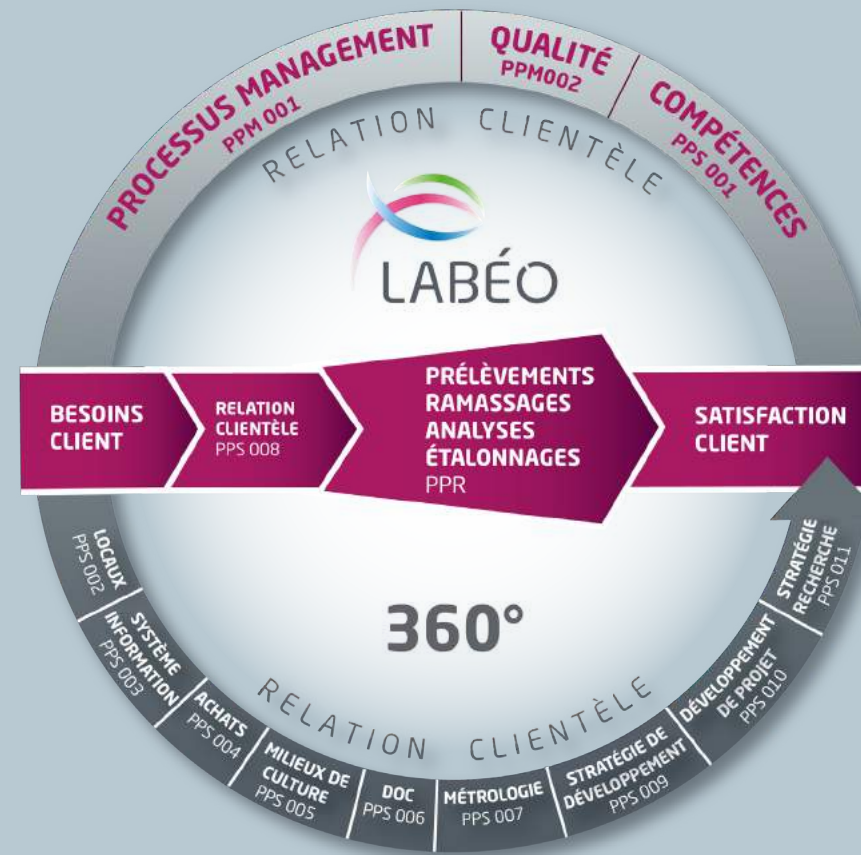 PROCESSUS MANAGEMENT
PPM 001
QUALITÉ
PPM002
COMPÉTENCES
PPS 001
RELATION CLIENTÈLE
LABÉO
BESOINS
CLIENT
RELATION
CLIENTÈLE
PPS 008
PRÉLÈVEMENTS
RAMASSAGES
ANALYSES
ÉTALONNAGES
PPR
SATISFACTION
CLIENT
360°
RELATION CLIENTÈLE
LOCAUX
PPS 002
SYSTÈME
INFORMATION
PPS 003
ACHATS
PPS 004
MILIEUX DE
CULTURE
PPS 005
DOC
PPS 006
MÉTROLOGIE
PPS 007
STRATÉGIE DE
DÉVELOPPEMENT
PPS 009
DÉVELOPPEMENT
DE PROJET
PPS 010
STRATÉGIE
RECHERCHE
PPS 011